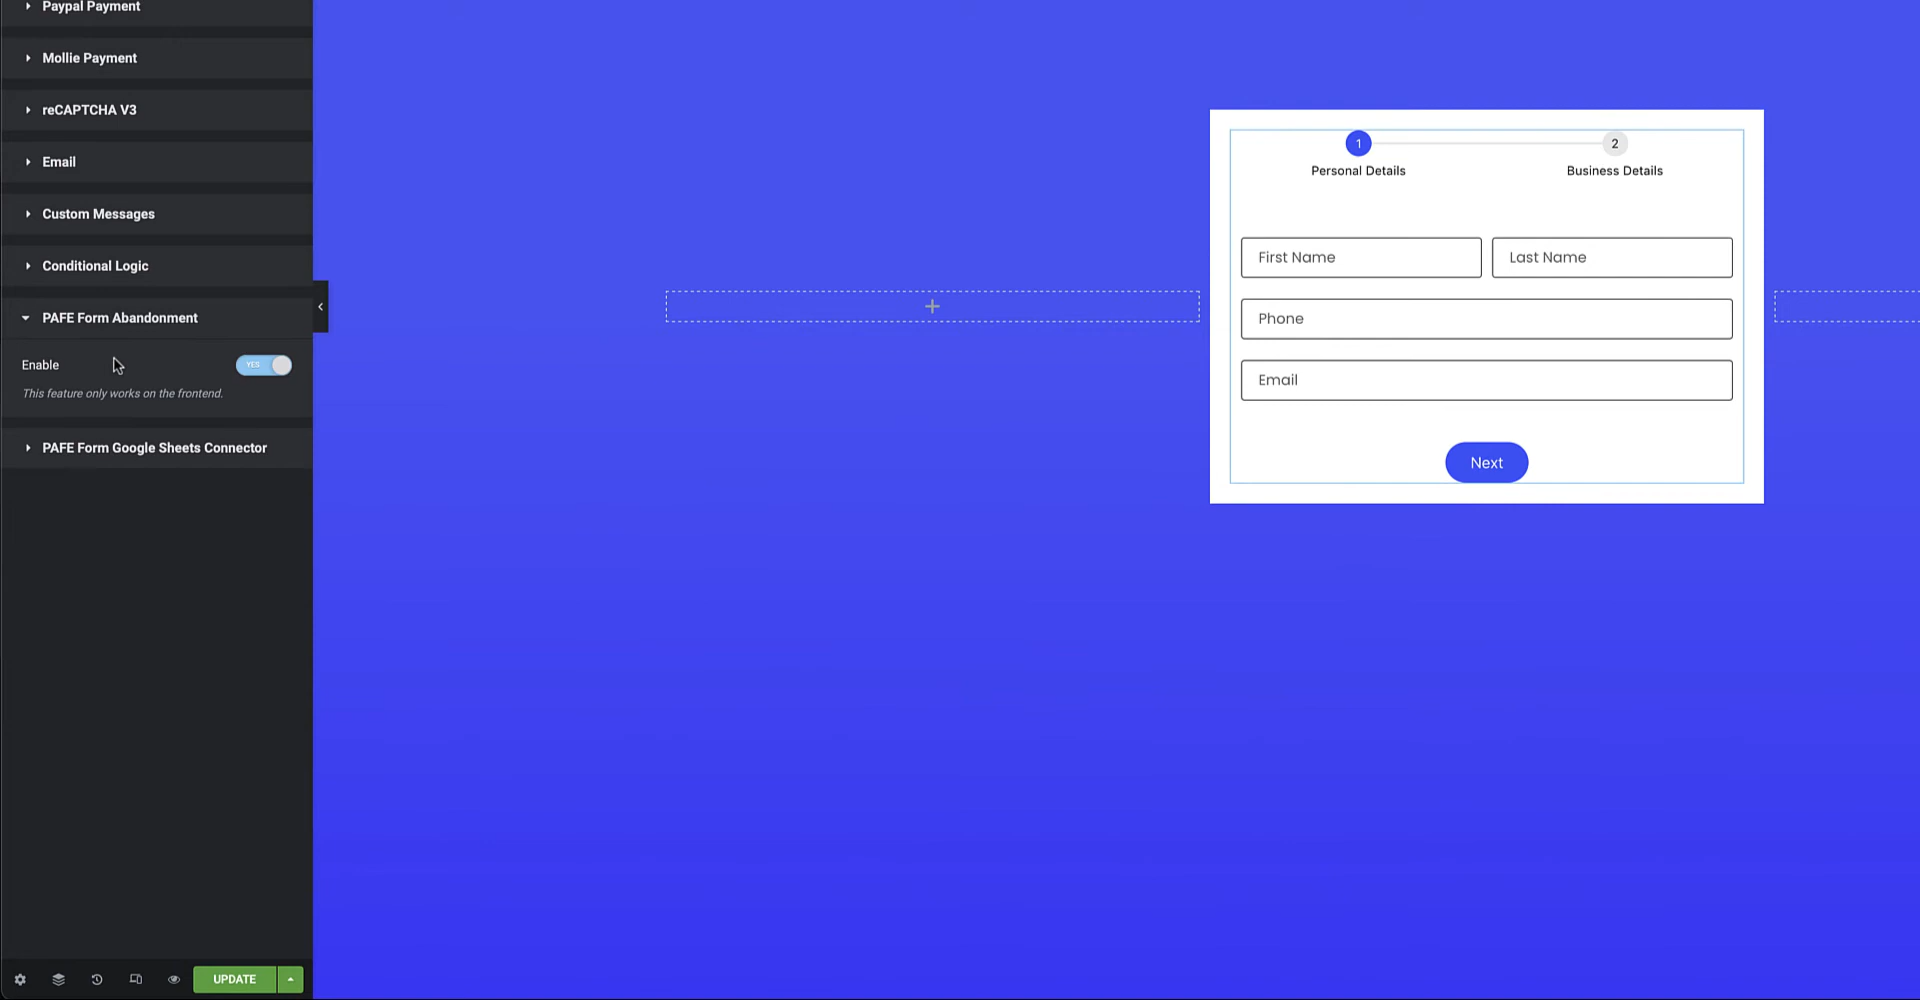 Paypal Payment
Mollie Payment
reCAPTCHA V3
Email
Custom Messages
Conditional Logic
PAFE Form Abandonment
Enable
YES
This feature only works on the frontend.
PAFE Form Google Sheets Connector
UPDATE
1
2
Personal Details
Business Details
First Name
Last Name
Phone
Email
Next